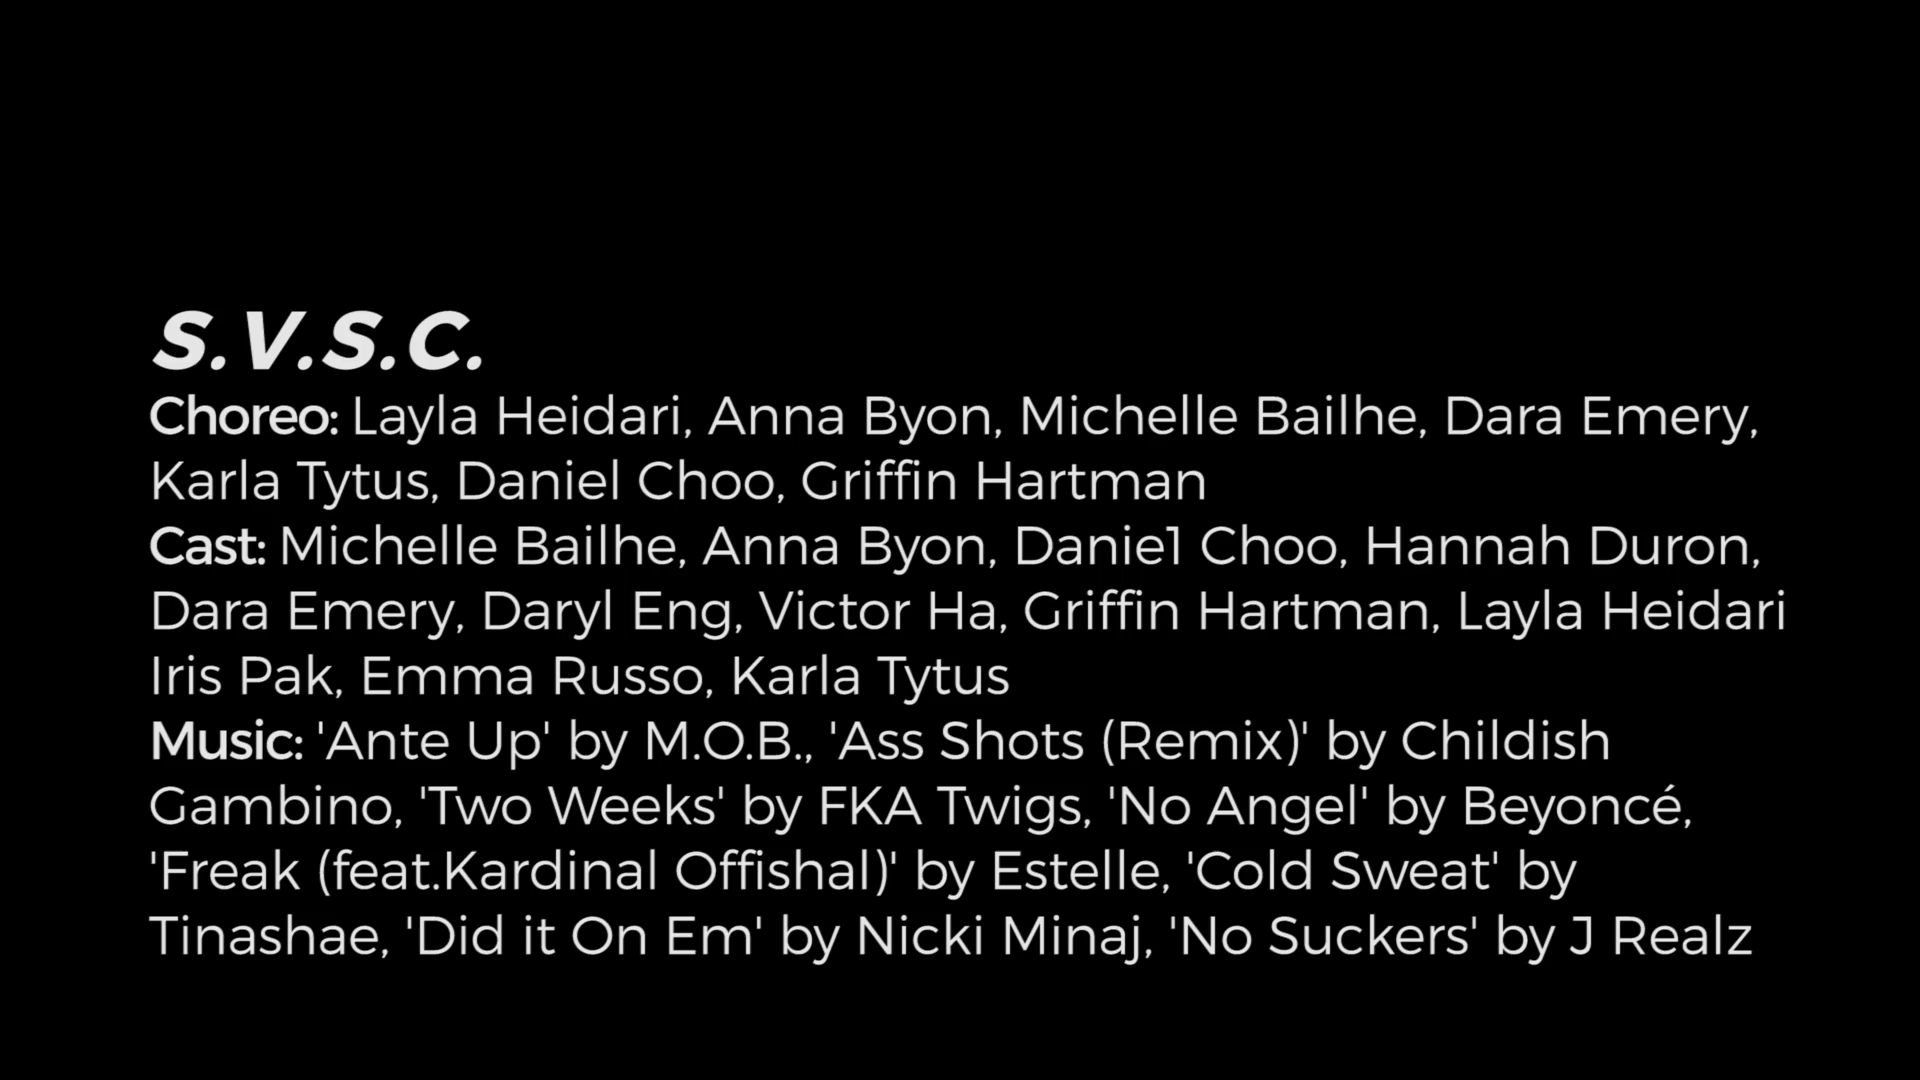 S.V.S.C.
Choreo: Layla Heidari, Anna Byon, Michelle Bailhe, Dara Emery,
Karla Tytus, Daniel Choo, Griffin Hartman
Cast: Michelle Bailhe, Anna Byon, Danie1 Choo, Hannah Duron,
Dara Emery, Daryl Eng, Victor Ha, Griffin Hartman, Layla Heidari
Iris Pak, Emma Russo, Karla Tytus
Music: 'Ante Up' by M.O.B., 'Ass Shots (Remix)' by Childish
Gambino, 'Two Weeks' by FKA Twigs, 'No Angel' by Beyoncé,
'Freak (feat.Kardinal Offishal)' by Estelle, 'Cold Sweat' by
Tinashae, 'Did it On Em' by Nicki Minaj, 'No Suckers' by J Realz